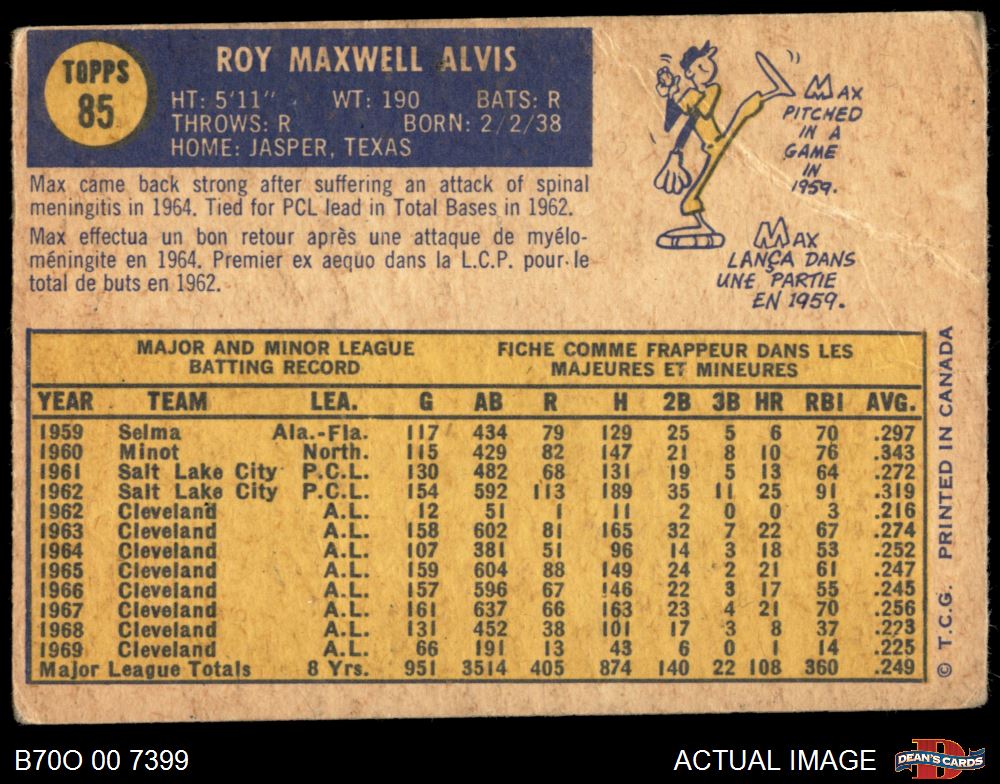 TOPPS
85
ROY MAXWELL ALVIS
HT: 5'11" WT: 190 BATS: R
THROWS: R BORN: 2/2/38
HOME: JASPER, TEXAS
Max came back strong after suffering an attack of spinal
meningitis in 1964. Tied for PCL lead in Total Bases in 1962.
Max effectua un bon retour après une attaque de myélo-
méningite en 1964. Premier ex aequo dans la L.C.P. pour le
total de buts en 1962.
MAX
PITCHED
IN A
GAME
IN
1959.
MAX
LANÇA DANS
UNE PARTIE
EN 1959.
MAJOR AND MINOR LEAGUE
BATTING RECORD
FICHE COMME FRAPPEUR DANS LES
MAJEURES ET MINEURES
YEAR TEAM LEA. G AB R H 2B 3B HR RBI AVG.
1959 Selma Ala.-Fla. 117 434 79 129 25 5 6 70 .297
1960 Minot North. 115 429 82 147 21 8 10 76 .343
1961 Salt Lake City P.C.L. 130 482 68 131 19 5 13 64 .272
1962 Salt Lake City P.C.L. 154 592 113 189 35 11 25 91 .319
1962 Cleveland A.L. 12 51 1 11 2 0 0 3 .216
1963 Cleveland A.L. 158 602 81 165 32 7 22 67 .274
1964 Cleveland A.L. 107 381 51 96 14 3 18 53 .252
1965 Cleveland A.L. 159 604 88 149 24 2 21 61 .247
1966 Cleveland A.L. 157 596 67 146 22 3 17 55 .245
1967 Cleveland A.L. 161 637 66 163 23 4 21 70 .256
1968 Cleveland A.L. 131 452 38 101 17 3 8 37 .223
1969 Cleveland A.L. 66 191 13 43 6 0 1 14 .225
Major League Totals 8 Yrs. 951 3514 405 874 140 22 108 360 .249
© T.C.G. PRINTED IN CANADA
B70O 00 7399
ACTUAL IMAGE
DEAN'S CARDS